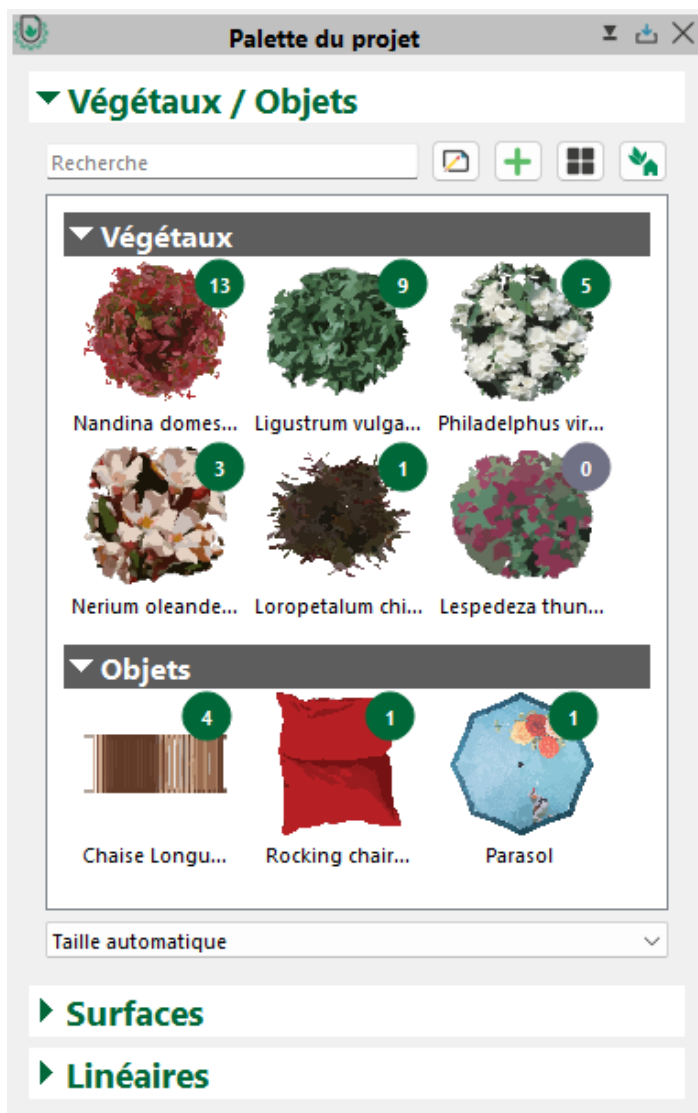 Palette du projet
Végétaux / Objets
Recherche
Végétaux
13 9 5
Nandina domes... Ligustrum vulga... Philadelphus vir...
3 1 0
Nerium oleande... Loropetalum chi... Lespedeza thun...
Objets
4 1 1
Chaise Longu... Rocking chair... Parasol
Taille automatique
Surfaces
Linéaires